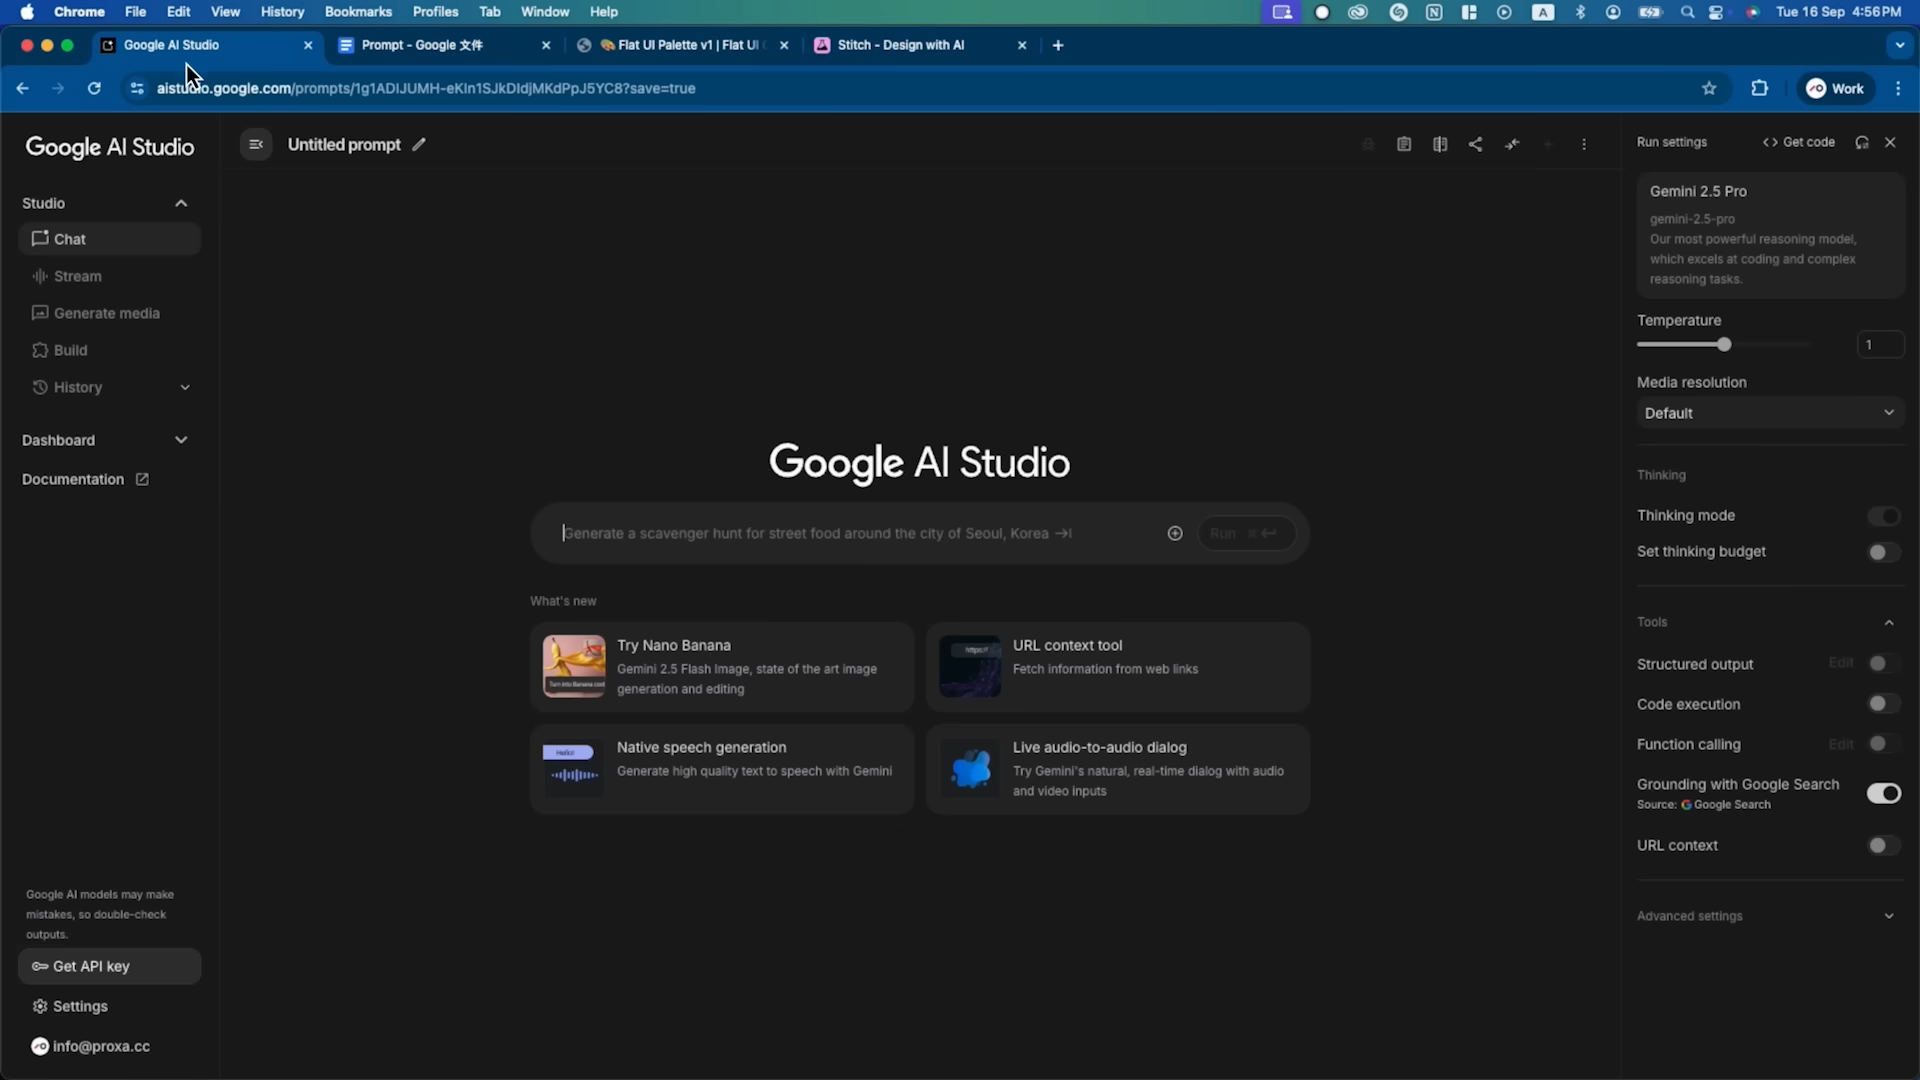 Chrome File Edit View History Bookmarks Profiles Tab Window Help
A Tue 16 Sep 4:56 PM
Google AI Studio
Prompt - Google 文件
Flat UI Palette v1 | Flat UI
Stitch - Design with AI
aistudio.google.com/prompts/
Work
Google AI Studio
Untitled prompt
Run settings
Get code
Studio
Chat
Stream
Generate media
Build
History
Dashboard
Documentation
Google AI Studio
Generate a scavenger hunt for street food around the city of Seoul, Korea
Run
What's new
Try Nano Banana
Gemini 2.5 Flash Image, state of the art image
generation and editing
URL context tool
Fetch information from web links
https://
Native speech generation
Generate high quality text to speech with Gemini
Hello!
Live audio-to-audio dialog
Try Gemini's natural, real-time dialog with audio
and video inputs
Gemini 2.5 Pro
gemini-2.5-pro
Our most powerful reasoning model,
which excels at coding and complex
reasoning tasks.
Temperature
1
Media resolution
Default
Thinking
Thinking mode
Set thinking budget
Tools
Structured output Edit
Code execution
Function calling Edit
Grounding with Google Search
Source: Google Search
URL context
Advanced settings
Google AI models may make
mistakes, so double-check
outputs.
Get API key
Settings
info@proxa.cc